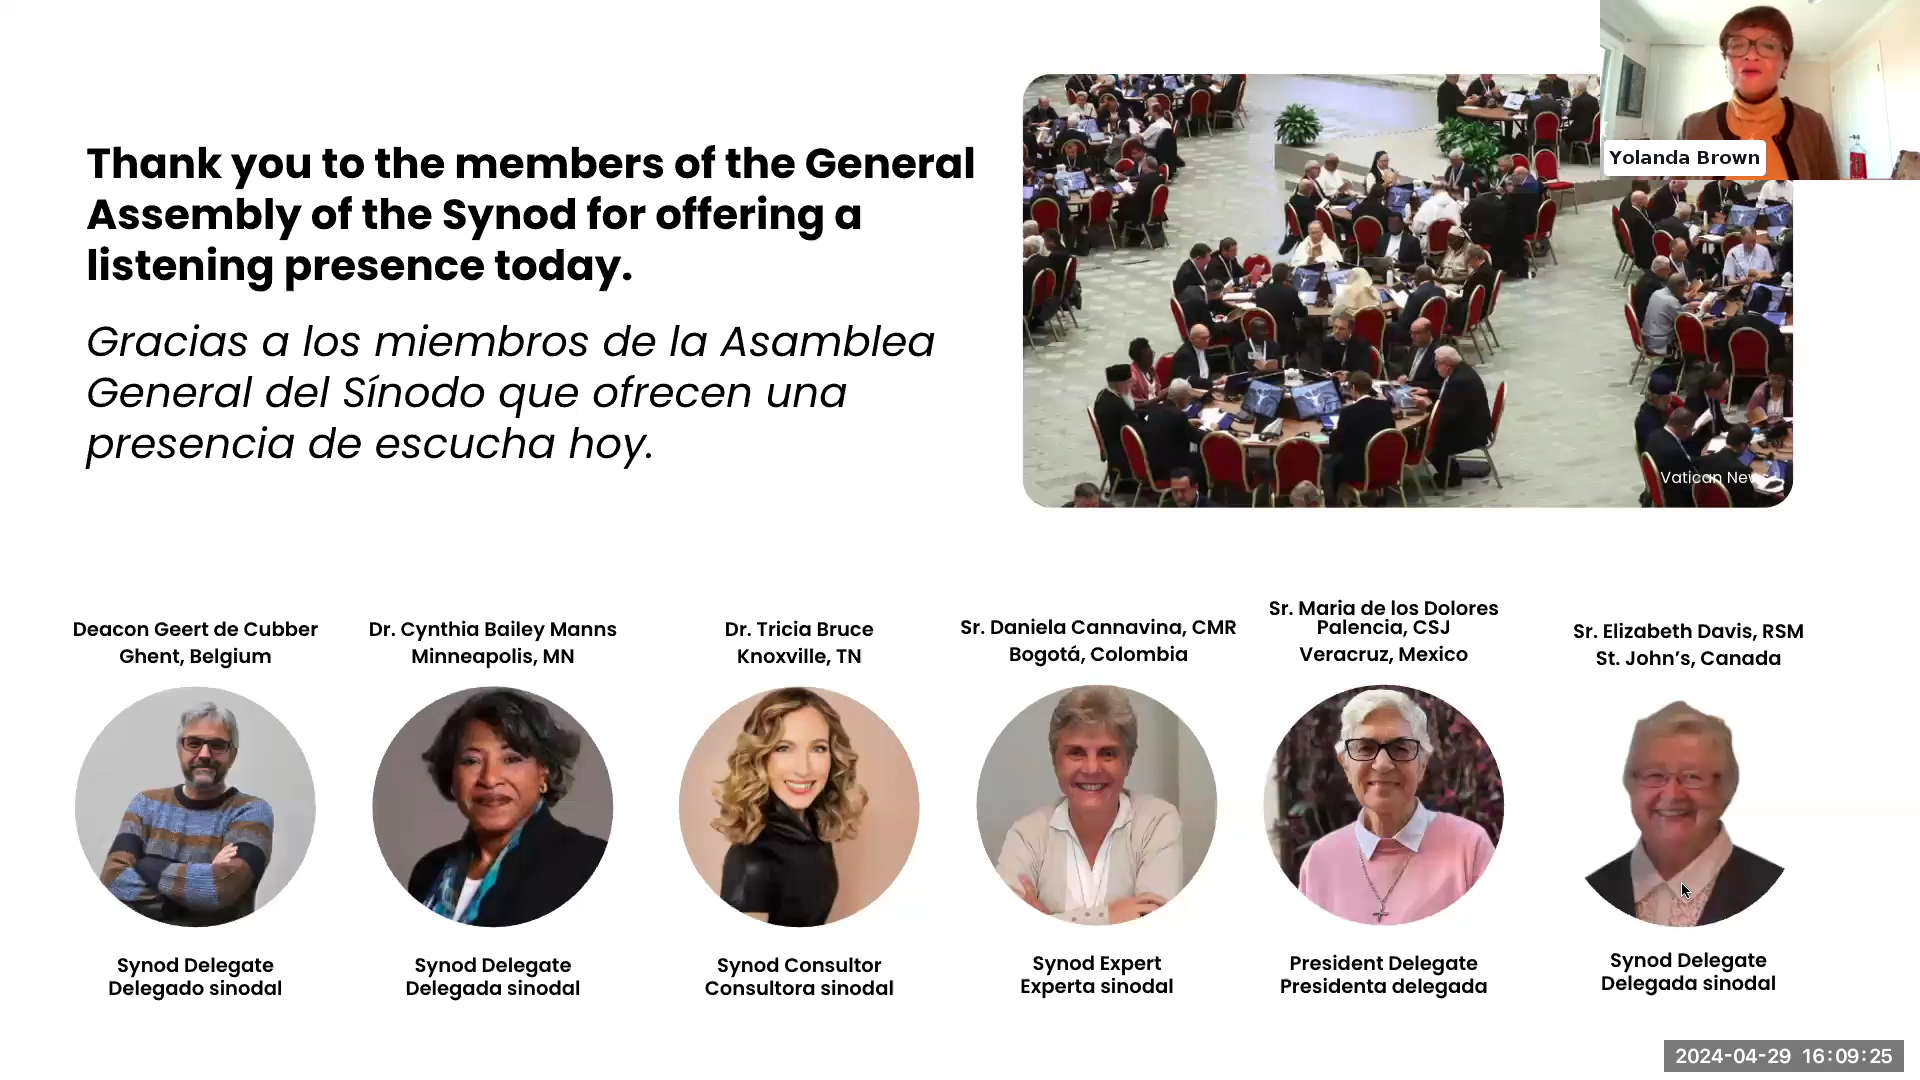 Yolanda Brown
Thank you to the members of the General
Assembly of the Synod for offering a
listening presence today.
Gracias a los miembros de la Asamblea
General del Sínodo que ofrecen una
presencia de escucha hoy.
Vatican News
Deacon Geert de Cubber
Ghent, Belgium
Dr. Cynthia Bailey Manns
Minneapolis, MN
Dr. Tricia Bruce
Knoxville, TN
Sr. Daniela Cannavina, CMR
Bogotá, Colombia
Sr. Maria de los Dolores
Palencia, CSJ
Veracruz, Mexico
Sr. Elizabeth Davis, RSM
St. John's, Canada
Synod Delegate
Delegado sinodal
Synod Delegate
Delegada sinodal
Synod Consultor
Consultora sinodal
Synod Expert
Experta sinodal
President Delegate
Presidenta delegada
Synod Delegate
Delegada sinodal
2024-04-29 16:09:25